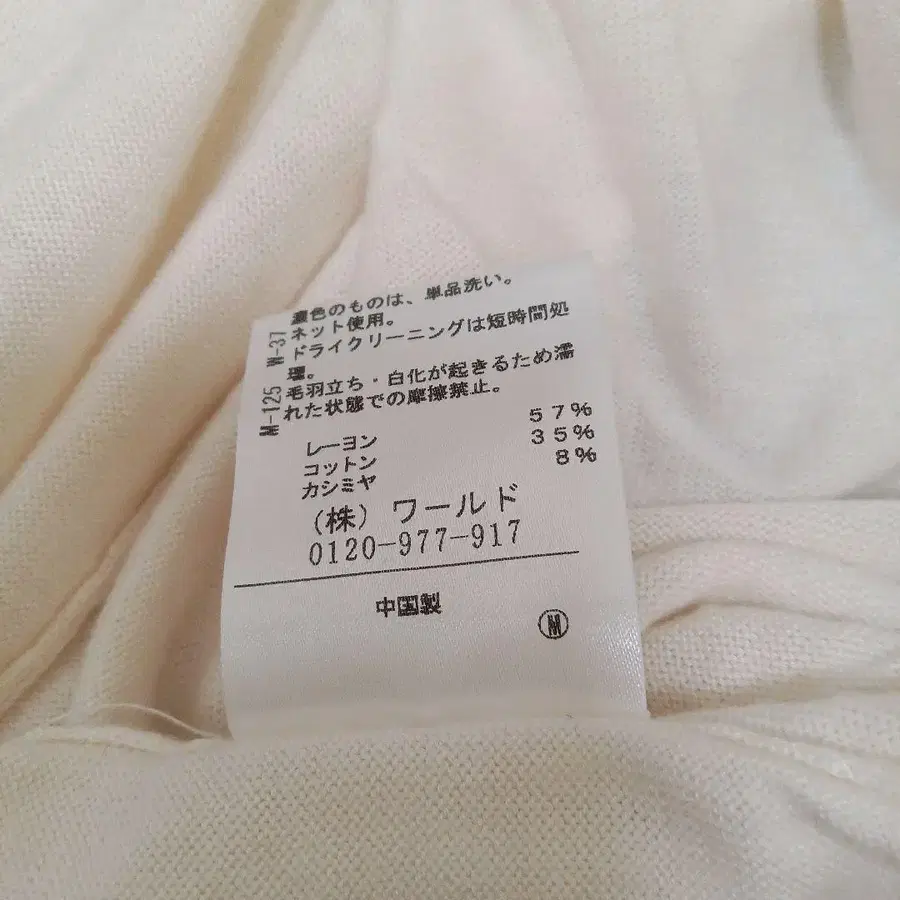 濃色のものは、単品洗い。
ネット使用。
ドライクリーニングは短時間処
理。
毛羽立ち・白化が起きるため濡
れた状態での摩擦禁止。
M-125 W-37
レーヨン 57%
コットン 35%
カシミヤ 8%
(株) ワールド
0120-977-917
中国製
M